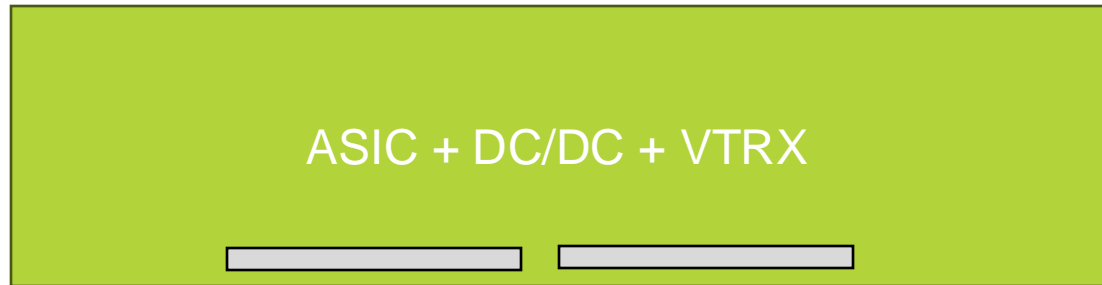 ASIC + DC/DC + VTRX